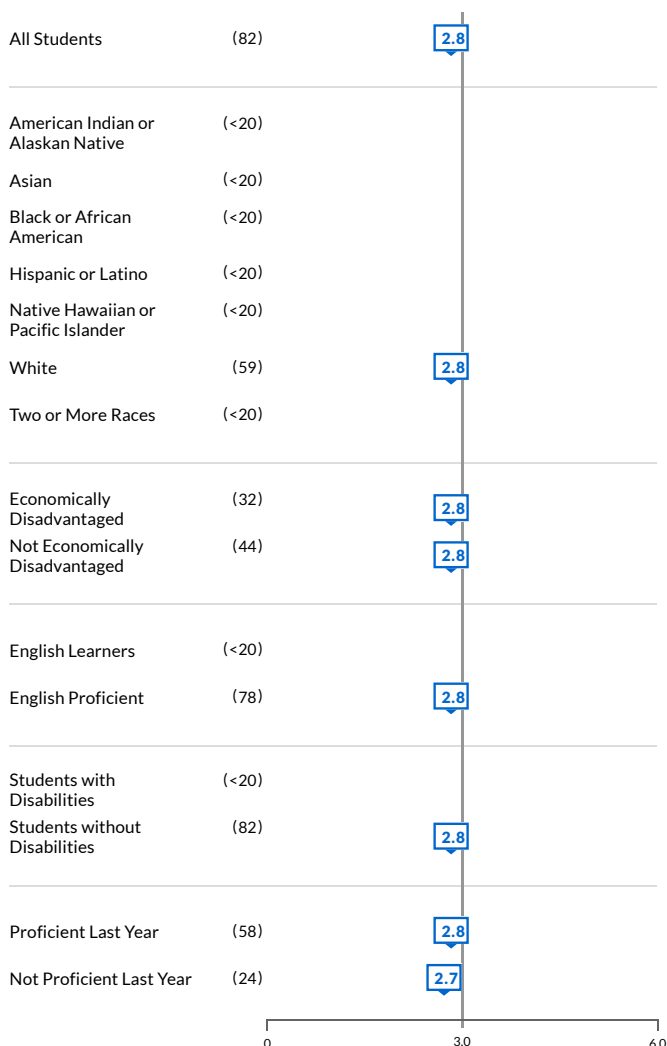 All Students (82) 2.8
American Indian or (<20)
Alaskan Native
Asian (<20)
Black or African (<20)
American
Hispanic or Latino (<20)
Native Hawaiian or (<20)
Pacific Islander
White (59) 2.8
Two or More Races (<20)
Economically (32) 2.8
Disadvantaged
Not Economically (44) 2.8
Disadvantaged
English Learners (<20)
English Proficient (78) 2.8
Students with (<20)
Disabilities
Students without (82) 2.8
Disabilities
Proficient Last Year (58) 2.8
Not Proficient Last Year (24) 2.7
0 3.0 6.0